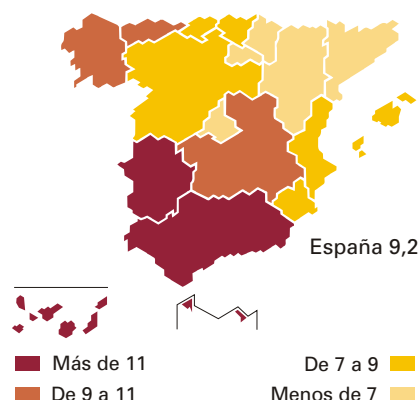 España 9,2
Más de 11
De 7 a 9
De 9 a 11
Menos de 7